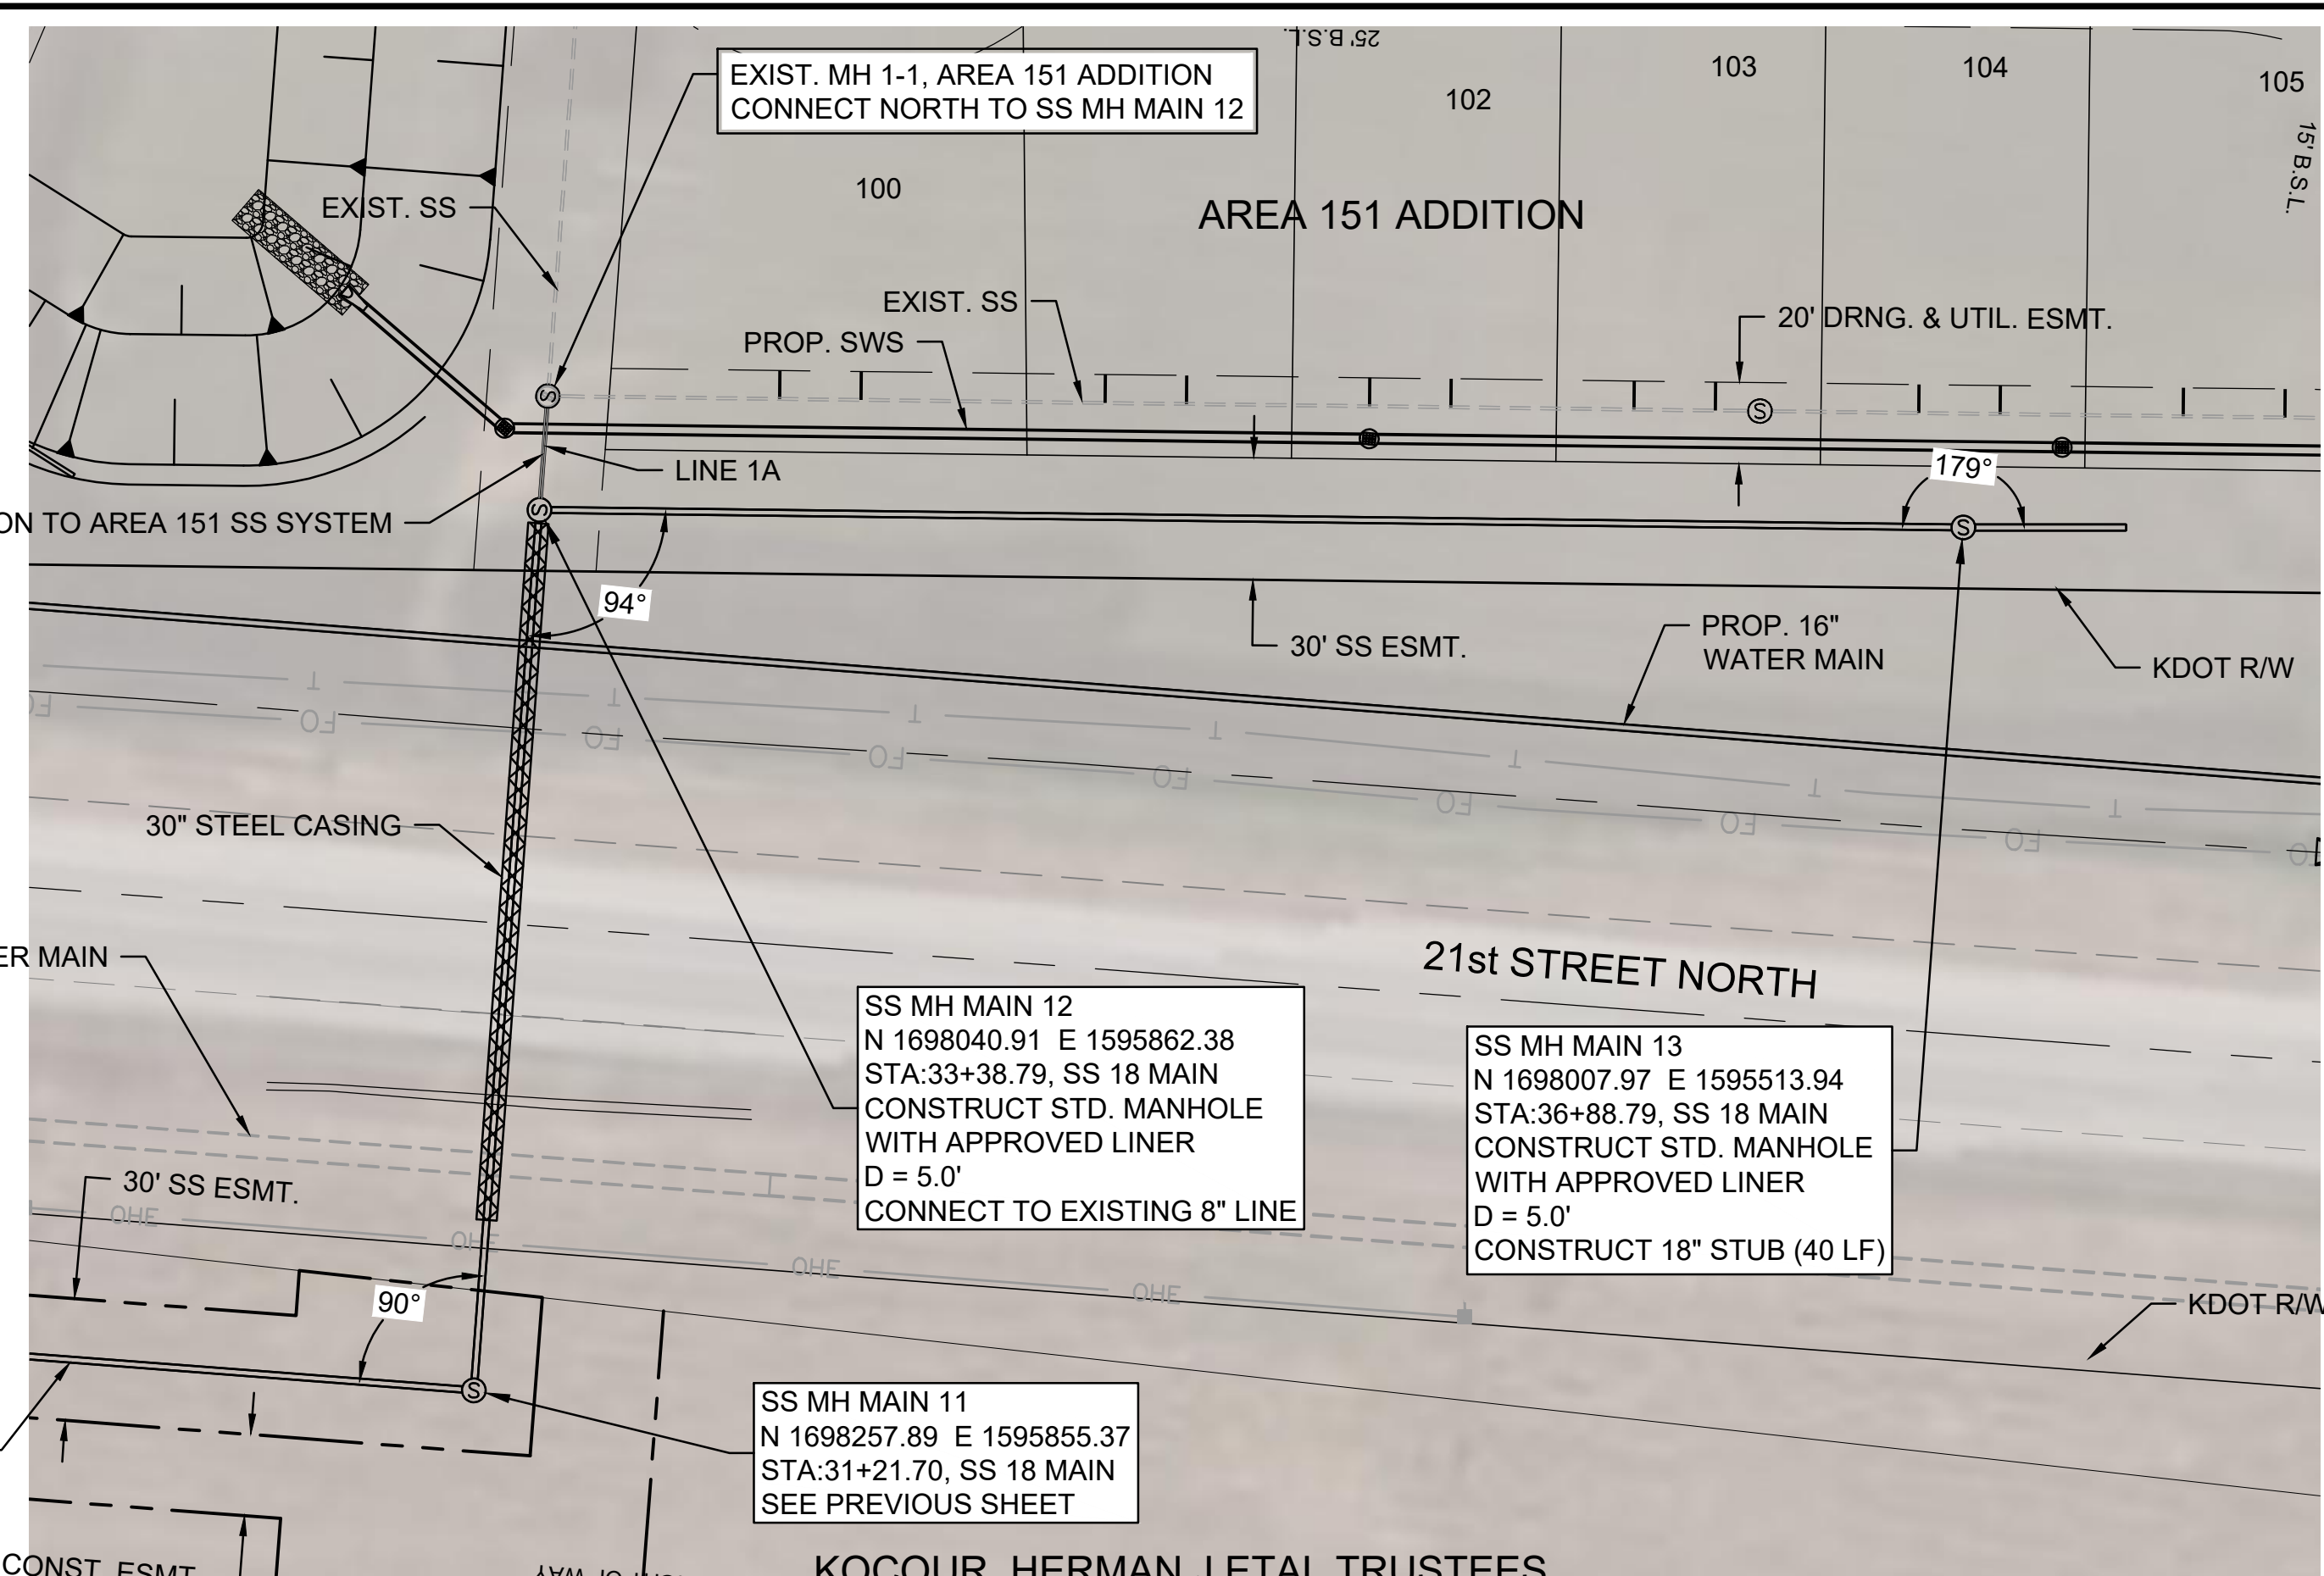 25' B.S.L.
EXIST. MH 1-1, AREA 151 ADDITION
CONNECT NORTH TO SS MH MAIN 12
103
104
105
102
15' B.S.L.
100
EXIST. SS
AREA 151 ADDITION
EXIST. SS
20' DRNG. & UTIL. ESMT.
PROP. SWS
S
S
LINE 1A
179°
ON TO AREA 151 SS SYSTEM
S
S
94°
PROP. 16"
WATER MAIN
30' SS ESMT.
KDOT R/W
T
T
T
T
T
T
T
FO
FO
FO
FO
FO
FO
FO
FO
FO
30" STEEL CASING
21st STREET NORTH
ER MAIN
SS MH MAIN 12
N 1698040.91 E 1595862.38
STA:33+38.79, SS 18 MAIN
CONSTRUCT STD. MANHOLE
WITH APPROVED LINER
D = 5.0'
CONNECT TO EXISTING 8" LINE
SS MH MAIN 13
N 1698007.97 E 1595513.94
STA:36+88.79, SS 18 MAIN
CONSTRUCT STD. MANHOLE
WITH APPROVED LINER
D = 5.0'
CONSTRUCT 18" STUB (40 LF)
30' SS ESMT.
OHE
OHE
OHE
OHE
90°
KDOT R/W
S
SS MH MAIN 11
N 1698257.89 E 1595855.37
STA:31+21.70, SS 18 MAIN
SEE PREVIOUS SHEET
CONST. ESMT.
OF WAY
KOCOUR, HERMAN J ETAL TRUSTEES